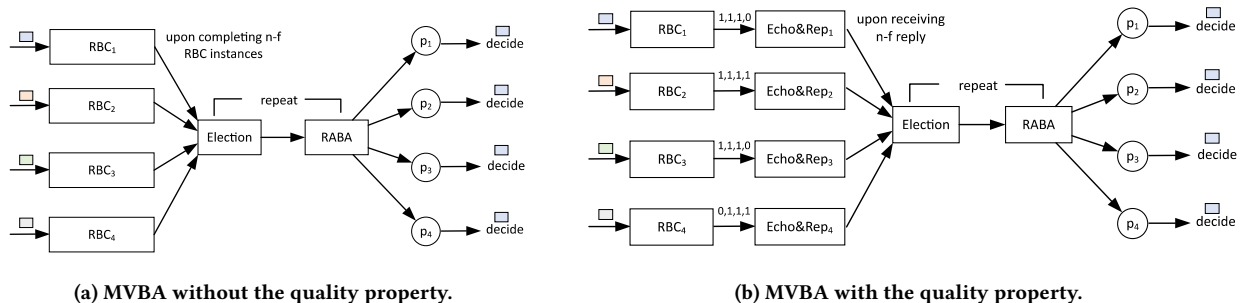 RBC₁
upon completing n-f
RBC instances
p₁
decide
RBC₂
repeat
p₂
decide
Election
RABA
RBC₃
p₃
decide
RBC₄
p₄
decide
(a) MVBA without the quality property.
RBC₁
1,1,1,0
Echo&Rep₁
upon receiving
n-f reply
p₁
decide
RBC₂
1,1,1,1
Echo&Rep₂
repeat
p₂
decide
Election
RABA
RBC₃
1,1,1,0
Echo&Rep₃
p₃
decide
RBC₄
0,1,1,1
Echo&Rep₄
p₄
decide
(b) MVBA with the quality property.